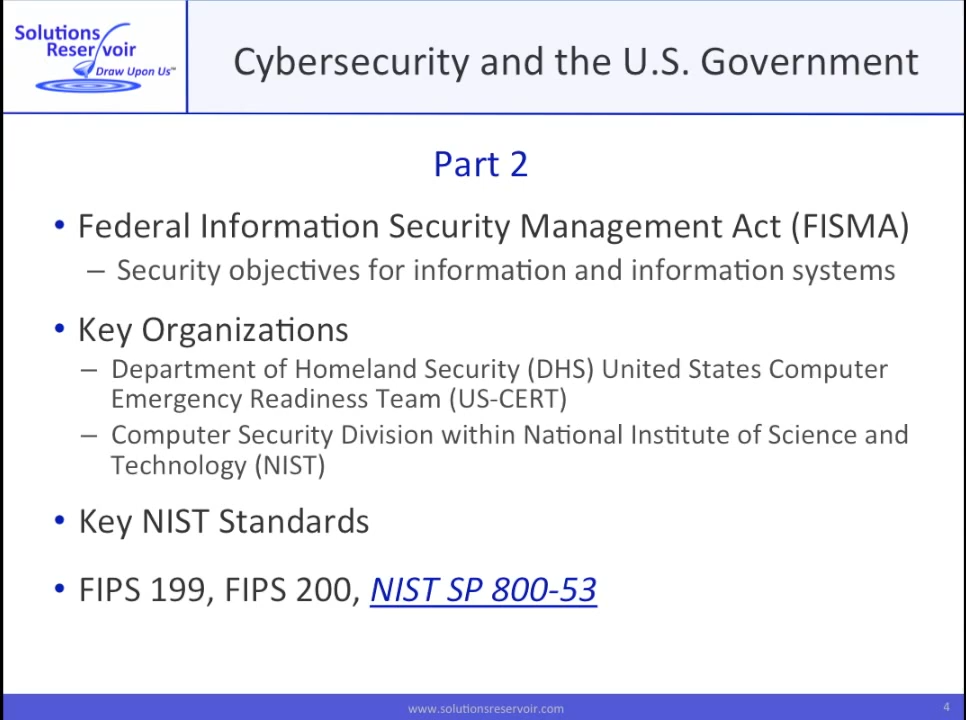 Solutions
Reservoir
Draw Upon Us™
Cybersecurity and the U.S. Government
Part 2
• Federal Information Security Management Act (FISMA)
– Security objectives for information and information systems
• Key Organizations
– Department of Homeland Security (DHS) United States Computer
Emergency Readiness Team (US-CERT)
– Computer Security Division within National Institute of Science and
Technology (NIST)
• Key NIST Standards
• FIPS 199, FIPS 200, NIST SP 800-53
www.solutionsreservoir.com
4